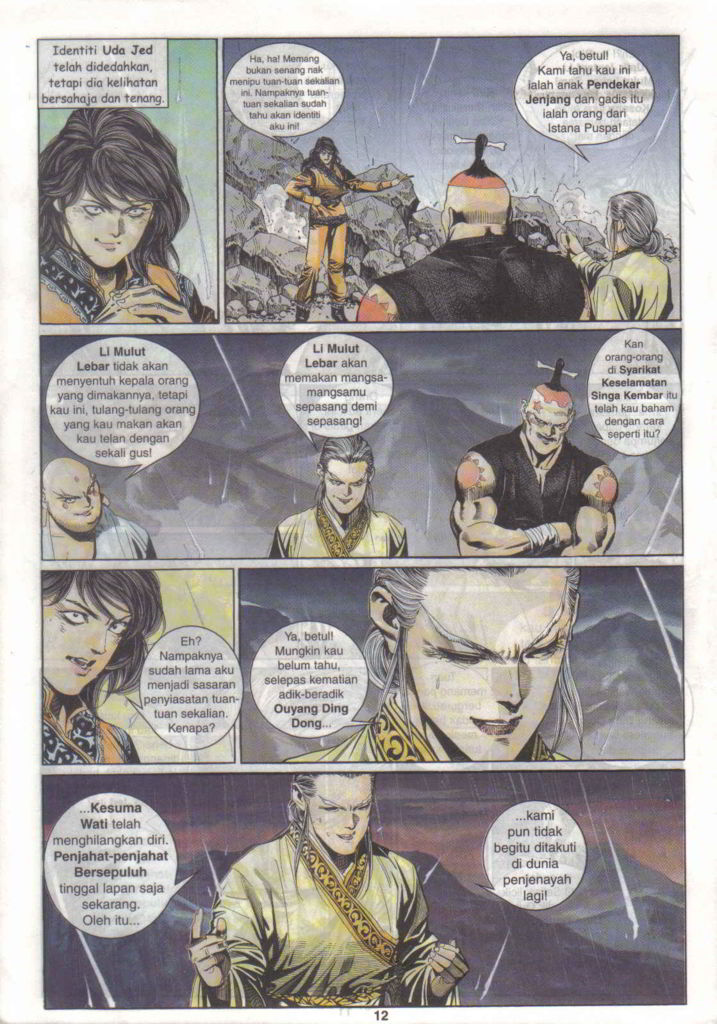 Identiti Uda Jed
telah didedahkan,
tetapi dia kelihatan
bersahaja dan tenang.
Ha, ha! Memang
bukan senang nak
menipu tuan-tuan sekalian
ini. Nampaknya tuan-
tuan sekalian sudah
tahu akan identiti
aku ini!
Ya, betul!
Kami tahu kau ini
ialah anak Pendekar
Jenjang dan gadis itu
ialah orang dari
Istana Puspa!
Li Mulut
Lebar tidak akan
menyentuh kepala orang
yang dimakannya, tetapi
kau ini, tulang-tulang orang
yang kau makan akan
kau telan dengan
sekali gus!
Li Mulut
Lebar akan
memakan mangsa-
mangsamu
sepasang demi
sepasang!
Kan
orang-orang
di Syarikat
Keselamatan
Singa Kembar itu
telah kau baham
dengan cara
seperti itu?
Eh?
Nampaknya
sudah lama aku
menjadi sasaran
penyiasatan tuan-
tuan sekalian.
Kenapa?
Ya, betul!
Mungkin kau
belum tahu,
selepas kematian
adik-beradik
Ouyang Ding
Dong...
...Kesuma
Wati telah
menghilangkan diri.
Penjahat-penjahat
Bersepuluh
tinggal lapan saja
sekarang.
Oleh itu...
...kami
pun tidak
begitu ditakuti
di dunia
penjenayah
lagi!
12